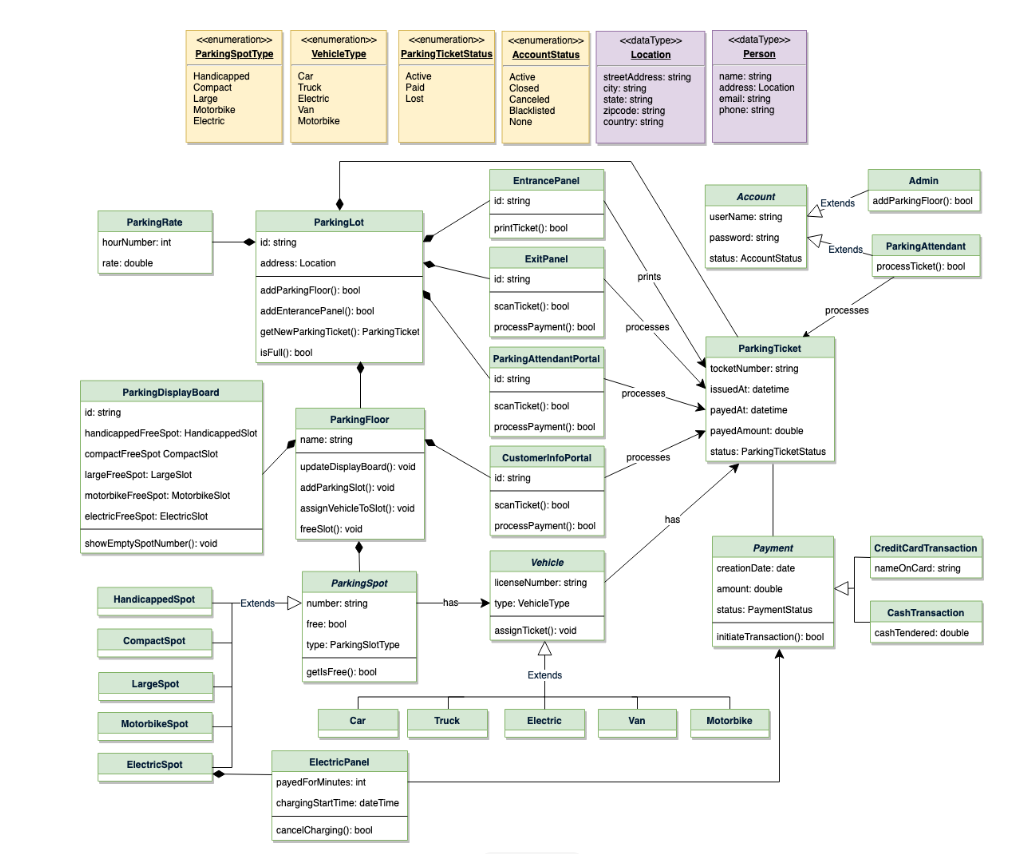 <<enumeration>>
ParkingSpotType
Handicapped
Compact
Large
Motorbike
Electric
<<enumeration>>
VehicleType
Car
Truck
Electric
Van
Motorbike
<<enumeration>>
ParkingTicketStatus
Active
Paid
Lost
<<enumeration>>
AccountStatus
Active
Closed
Canceled
Blacklisted
None
<<dataType>>
Location
streetAddress: string
city: string
state: string
zipcode: string
country: string
<<dataType>>
Person
name: string
address: Location
email: string
phone: string
ParkingRate
hourNumber: int
rate: double
ParkingLot
id: string
address: Location
addParkingFloor(): bool
addEnterancePanel(): bool
getNewParkingTicket(): ParkingTicket
isFull(): bool
EntrancePanel
id: string
printTicket(): bool
ExitPanel
id: string
scanTicket(): bool
processPayment(): bool
ParkingAttendantPortal
id: string
scanTicket(): bool
processPayment(): bool
CustomerInfoPortal
id: string
scanTicket(): bool
processPayment(): bool
prints
processes
processes
processes
Account
userName: string
password: string
status: AccountStatus
Extends
Extends
Admin
addParkingFloor(): bool
ParkingAttendant
processTicket(): bool
processes
ParkingTicket
tocketNumber: string
issuedAt: datetime
payedAt: datetime
payedAmount: double
status: ParkingTicketStatus
ParkingDisplayBoard
id: string
handicappedFreeSpot: HandicappedSlot
compactFreeSpot CompactSlot
largeFreeSpot: LargeSlot
motorbikeFreeSpot: MotorbikeSlot
electricFreeSpot: ElectricSlot
showEmptySpotNumber(): void
ParkingFloor
name: string
updateDisplayBoard(): void
addParkingSlot(): void
assignVehicleToSlot(): void
freeSlot(): void
ParkingSpot
number: string
free: bool
type: ParkingSlotType
getIsFree(): bool
has
Vehicle
licenseNumber: string
type: VehicleType
assignTicket(): void
has
Extends
Car
Truck
Electric
Van
Motorbike
Payment
creationDate: date
amount: double
status: PaymentStatus
initiateTransaction(): bool
CreditCardTransaction
nameOnCard: string
CashTransaction
cashTendered: double
HandicappedSpot
Extends
CompactSpot
LargeSpot
MotorbikeSpot
ElectricSpot
ElectricPanel
payedForMinutes: int
chargingStartTime: dateTime
cancelCharging(): bool